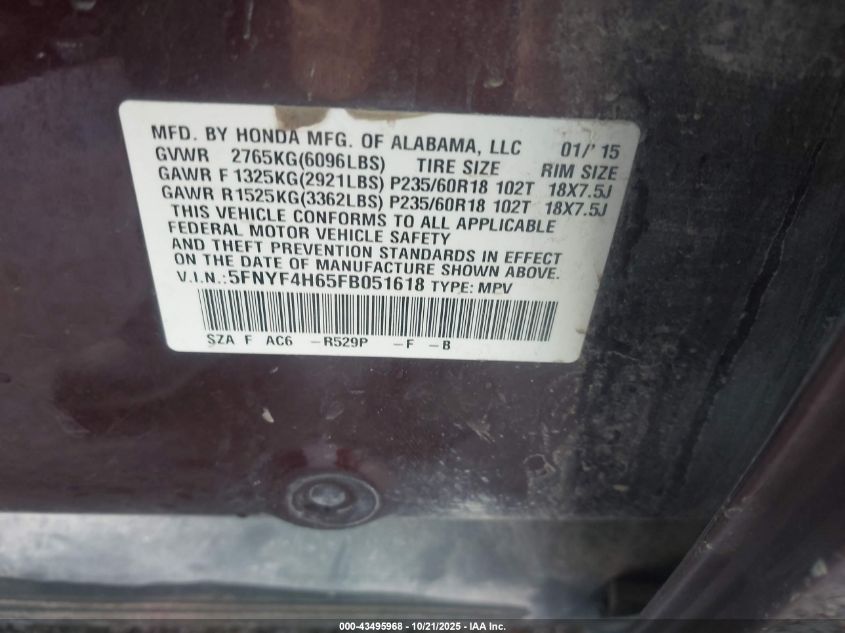 MFD. BY HONDA MFG. OF ALABAMA, LLC 01/'15
GVWR 2765KG(6096LBS) TIRE SIZE RIM SIZE
GAWR F 1325KG(2921LBS) P235/60R18 102T 18X7.5J
GAWR R 1525KG(3362LBS) P235/60R18 102T 18X7.5J
THIS VEHICLE CONFORMS TO ALL APPLICABLE
FEDERAL MOTOR VEHICLE SAFETY
AND THEFT PREVENTION STANDARDS IN EFFECT
ON THE DATE OF MANUFACTURE SHOWN ABOVE.
V.I.N.:5FNYF4H65FB051618 TYPE: MPV
SZA F AC6 -R529P -F -B
000-43495968 | 10/21/2025 | IAA Inc.